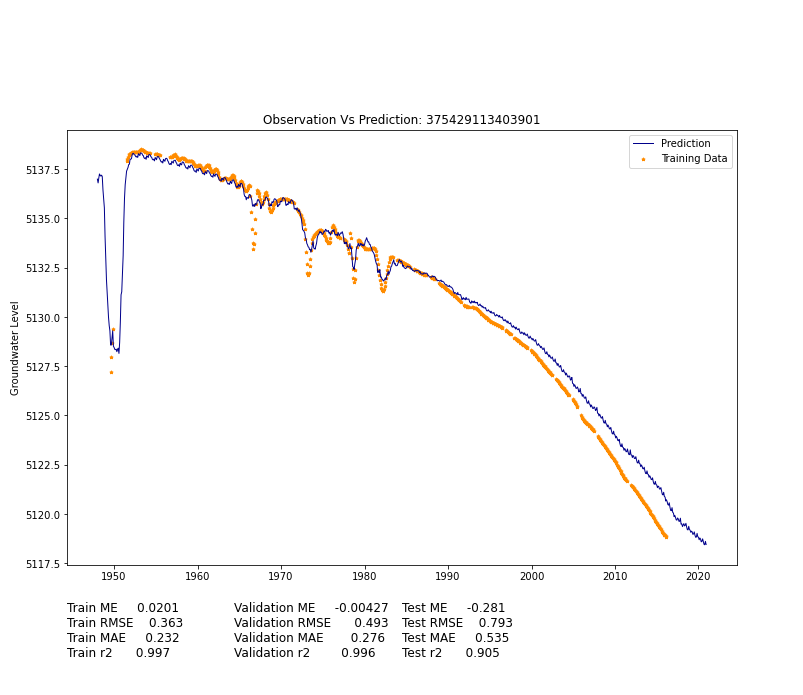 Observation Vs Prediction: 375429113403901
Prediction
Training Data
Groundwater Level
5137.5
5135.0
5132.5
5130.0
5127.5
5125.0
5122.5
5120.0
5117.5
1950 1960 1970 1980 1990 2000 2010 2020
Train ME 0.0201 Validation ME -0.00427 Test ME -0.281
Train RMSE 0.363 Validation RMSE 0.493 Test RMSE 0.793
Train MAE 0.232 Validation MAE 0.276 Test MAE 0.535
Train r2 0.997 Validation r2 0.996 Test r2 0.905